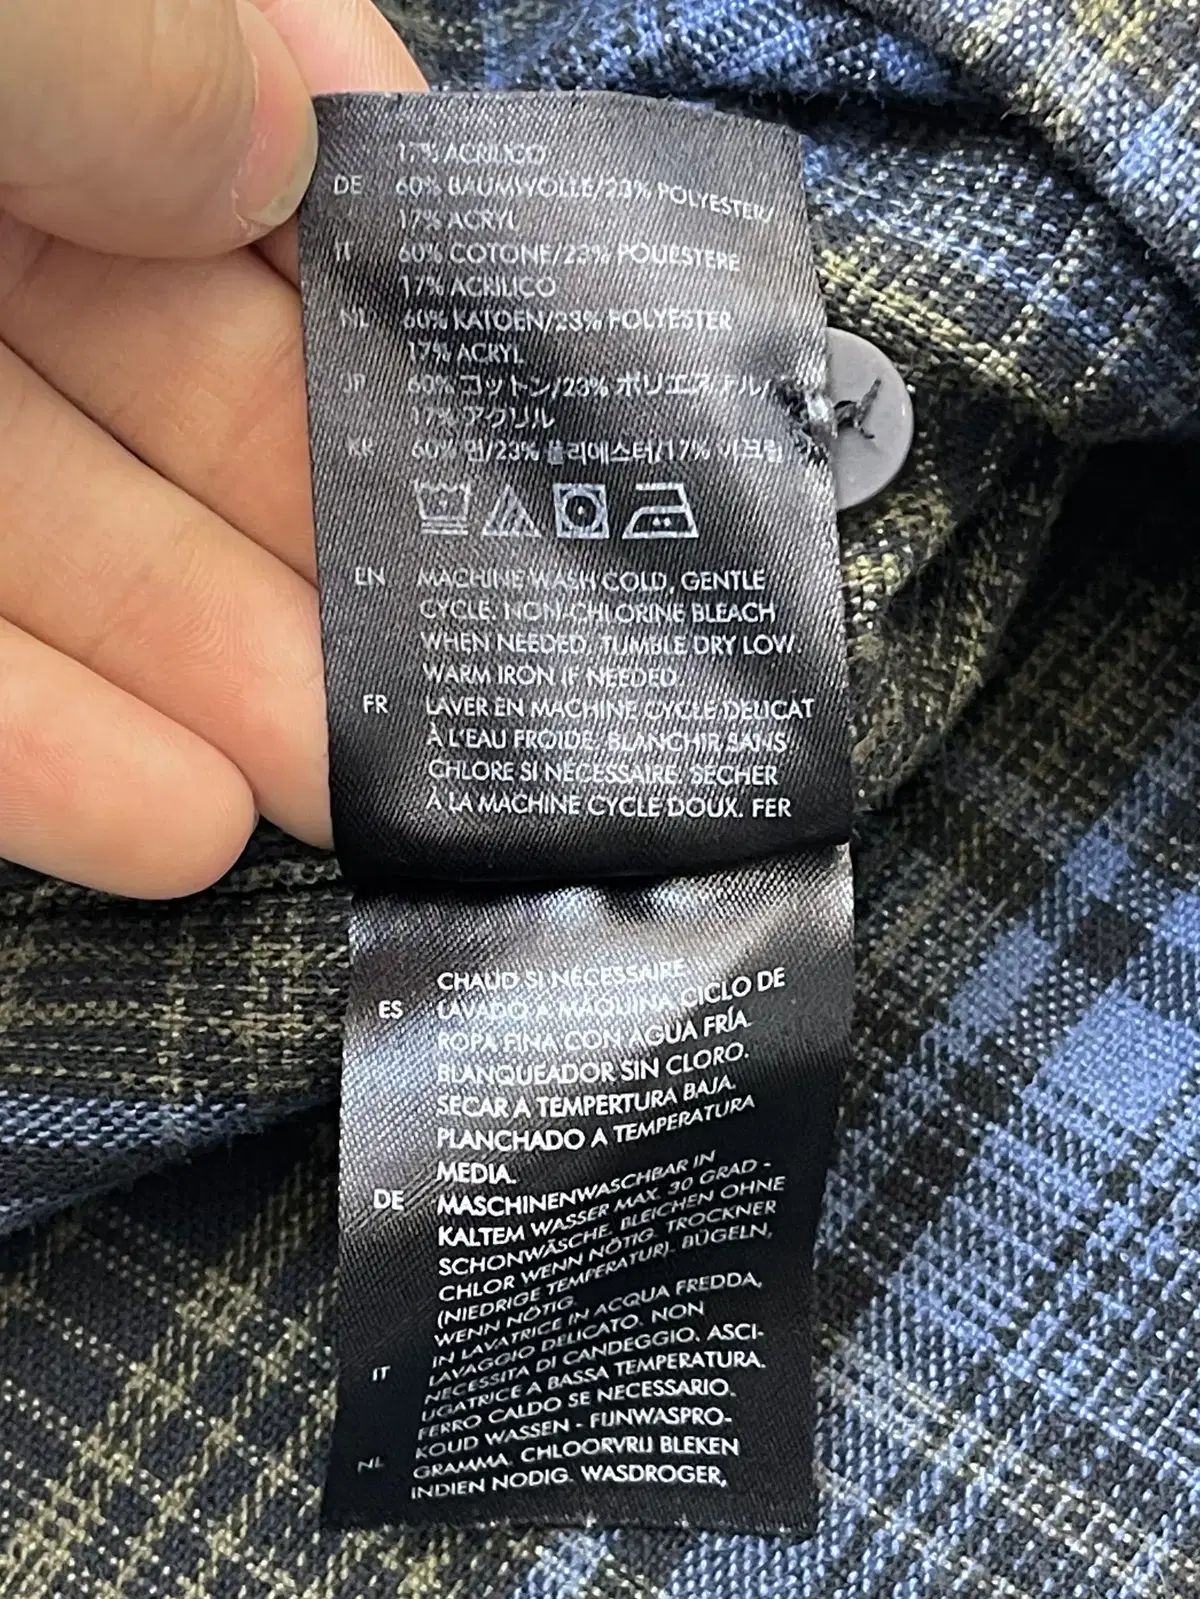 17% ACRILICO
DE 60% BAUMWOLLE/23% POLYESTER/
17% ACRYL
IT 60% COTONE/23% POLIESTERE
17% ACRILICO
NL 60% KATOEN/23% POLYESTER
17% ACRYL
JP 60% コットン/23% ポリエステル/
17% アクリル
KR 60% 면/23% 폴리에스터/17% 아크릴
EN MACHINE WASH COLD, GENTLE
CYCLE. NON-CHLORINE BLEACH
WHEN NEEDED. TUMBLE DRY LOW.
WARM IRON IF NEEDED.
FR LAVER EN MACHINE CYCLE DELICAT
À L'EAU FROIDE. BLANCHIR SANS
CHLORE SI NECESSAIRE. SECHER
À LA MACHINE CYCLE DOUX. FER
CHAUD SI NECESSAIRE
ES LAVADO A MAQUINA CICLO DE
ROPA FINA CON AGUA FRÍA.
BLANQUEADOR SIN CLORO.
SECAR A TEMPERTURA BAJA.
PLANCHADO A TEMPERATURA
MEDIA.
DE MASCHINENWASCHBAR IN
KALTEM WASSER MAX. 30 GRAD -
SCHONWÄSCHE. BLEICHEN OHNE
CHLOR WENN NÖTIG. TROCKNER
(NIEDRIGE TEMPERATUR). BÜGELN,
WENN NÖTIG.
IT IN LAVATRICE IN ACQUA FREDDA,
LAVAGGIO DELICATO. NON
NECESSITA DI CANDEGGIO. ASCI-
UGATRICE A BASSA TEMPERATURA.
FERRO CALDO SE NECESSARIO.
NL KOUD WASSEN - FIJNWASPRO-
GRAMMA. CHLOORVRIJ BLEKEN
INDIEN NODIG. WASDROGER,